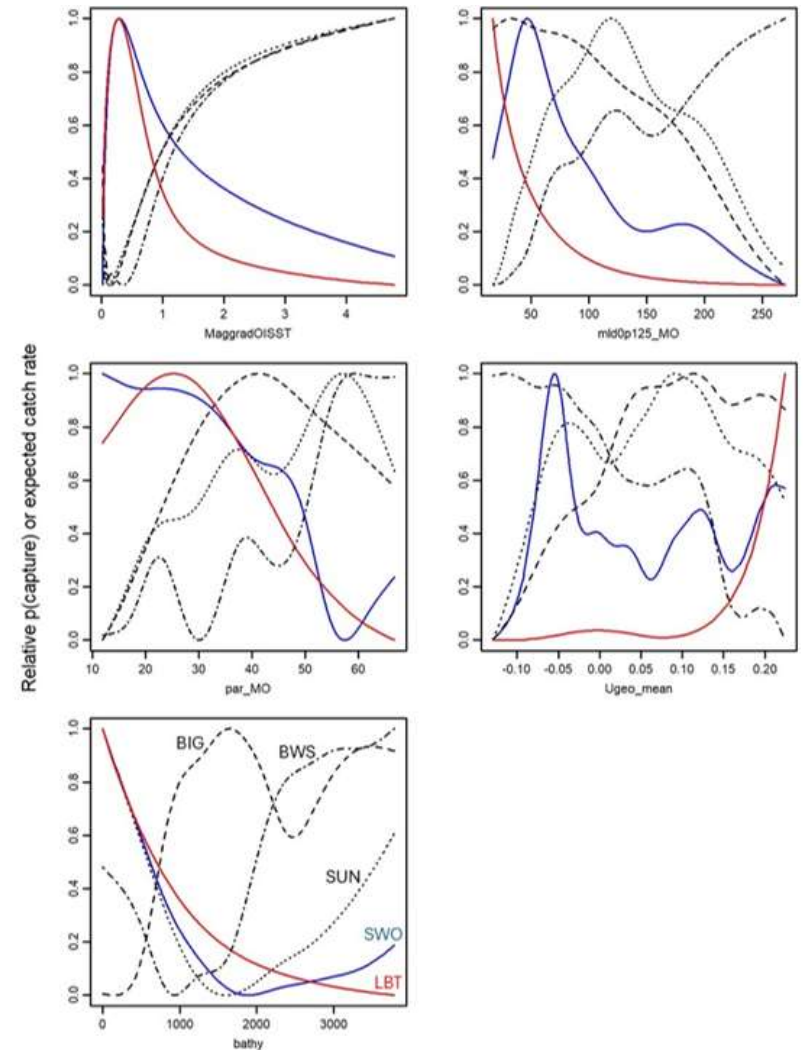 Relative p(capture) or expected catch rate
1.0
0.8
0.6
0.4
0.2
0.0
0 1 2 3 4
MaggradOISST
1.0
0.8
0.6
0.4
0.2
0.0
50 100 150 200 250
mld0p125_MO
1.0
0.8
0.6
0.4
0.2
0.0
10 20 30 40 50 60
par_MO
1.0
0.8
0.6
0.4
0.2
0.0
-0.10 -0.05 0.00 0.05 0.10 0.20
Ugeo_mean
1.0
0.8
0.6
0.4
0.2
0.0
BIG
BWS
SUN
SWO
LBT
0 1000 2000 3000
bathy